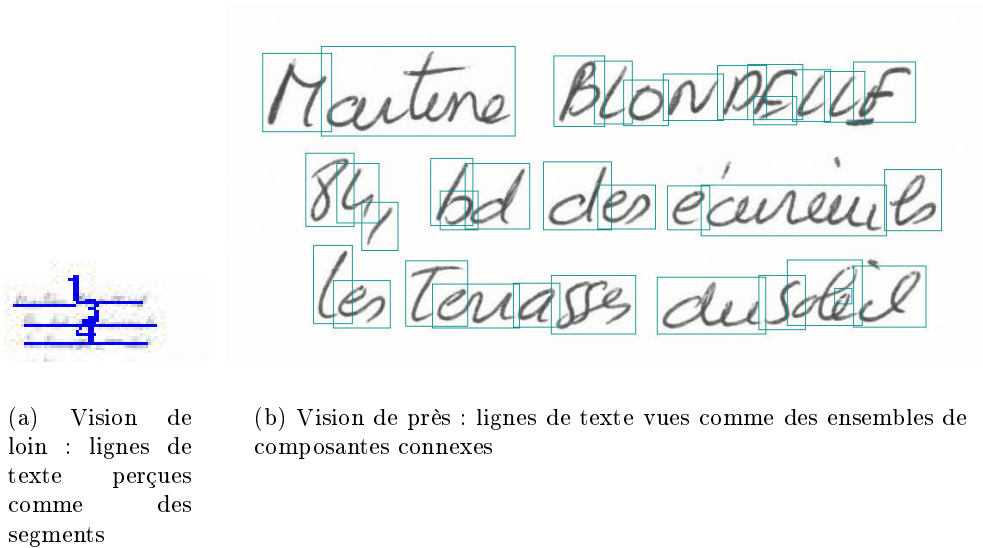 1
3
4
Martine BLONDELLE
84, bd des écureuils
les Terrasses du Soleil
(a) Vision de
loin : lignes de
texte perçues
comme des
segments
(b) Vision de près : lignes de texte vues comme des ensembles de
composantes connexes